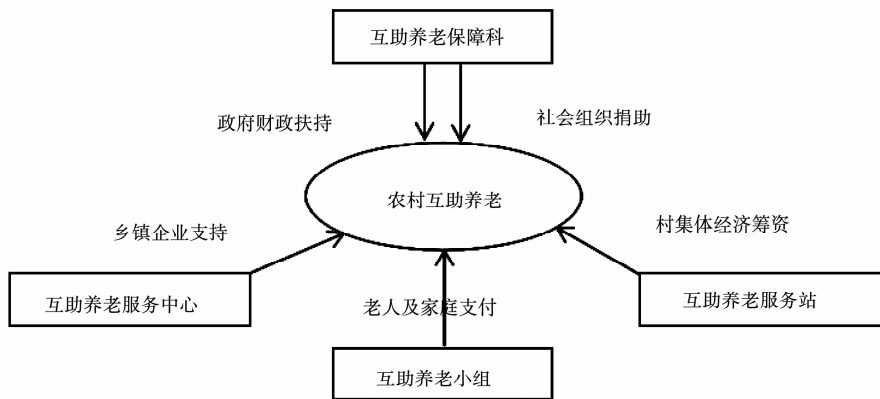 互助养老保障科
政府财政扶持
社会组织捐助
农村互助养老
乡镇企业支持
村集体经济筹资
互助养老服务中心
老人及家庭支付
互助养老服务站
互助养老小组